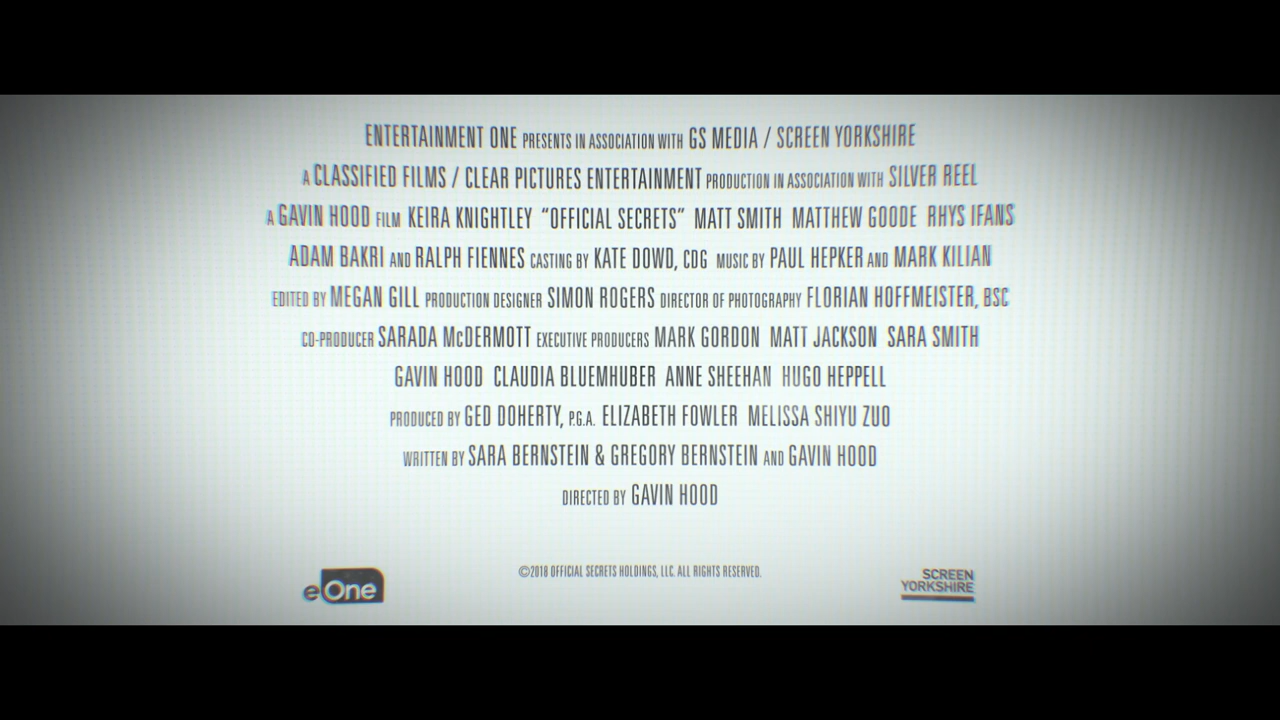 ENTERTAINMENT ONE PRESENTS IN ASSOCIATION WITH GS MEDIA / SCREEN YORKSHIRE
A CLASSIFIED FILMS / CLEAR PICTURES ENTERTAINMENT PRODUCTION IN ASSOCIATION WITH SILVER REEL
A GAVIN HOOD FILM KEIRA KNIGHTLEY “OFFICIAL SECRETS” MATT SMITH MATTHEW GOODE RHYS IFANS
ADAM BAKRI AND RALPH FIENNES CASTING BY KATE DOWD, CDG MUSIC BY PAUL HEPKER AND MARK KILIAN
EDITED BY MEGAN GILL PRODUCTION DESIGNER SIMON ROGERS DIRECTOR OF PHOTOGRAPHY FLORIAN HOFFMEISTER, BSC
CO-PRODUCER SARADA McDERMOTT EXECUTIVE PRODUCERS MARK GORDON MATT JACKSON SARA SMITH
GAVIN HOOD CLAUDIA BLUEMHUBER ANNE SHEEHAN HUGO HEPPELL
PRODUCED BY GED DOHERTY, P.G.A. ELIZABETH FOWLER MELISSA SHIYU ZUO
WRITTEN BY SARA BERNSTEIN & GREGORY BERNSTEIN AND GAVIN HOOD
DIRECTED BY GAVIN HOOD
eOne
©2018 OFFICIAL SECRETS HOLDINGS, LLC. ALL RIGHTS RESERVED.
SCREEN
YORKSHIRE